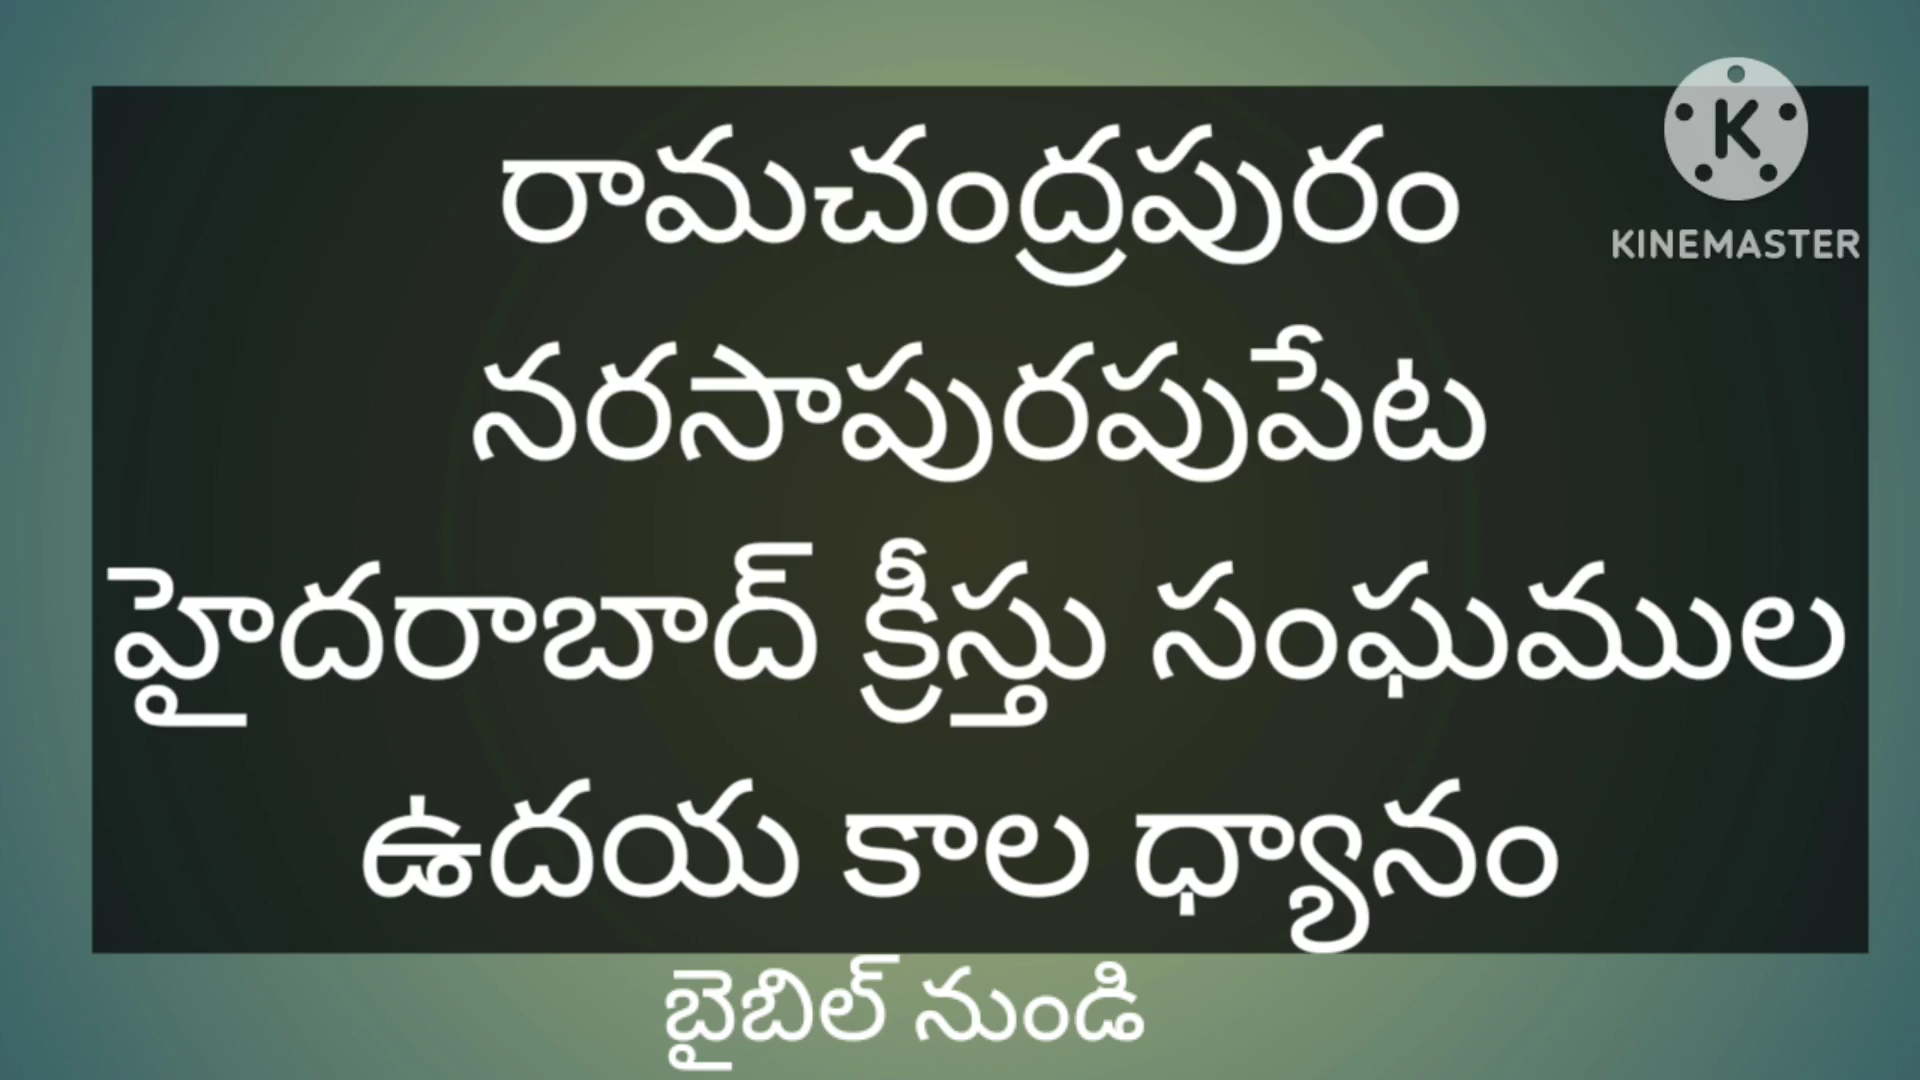 రామచంద్రపురం
KINEMASTER
నరసాపురపుపేట
హైదరాబాద్ క్రీస్తు సంఘముల
ఉదయ కాల ధ్యానం
బైబిల్ నుండి